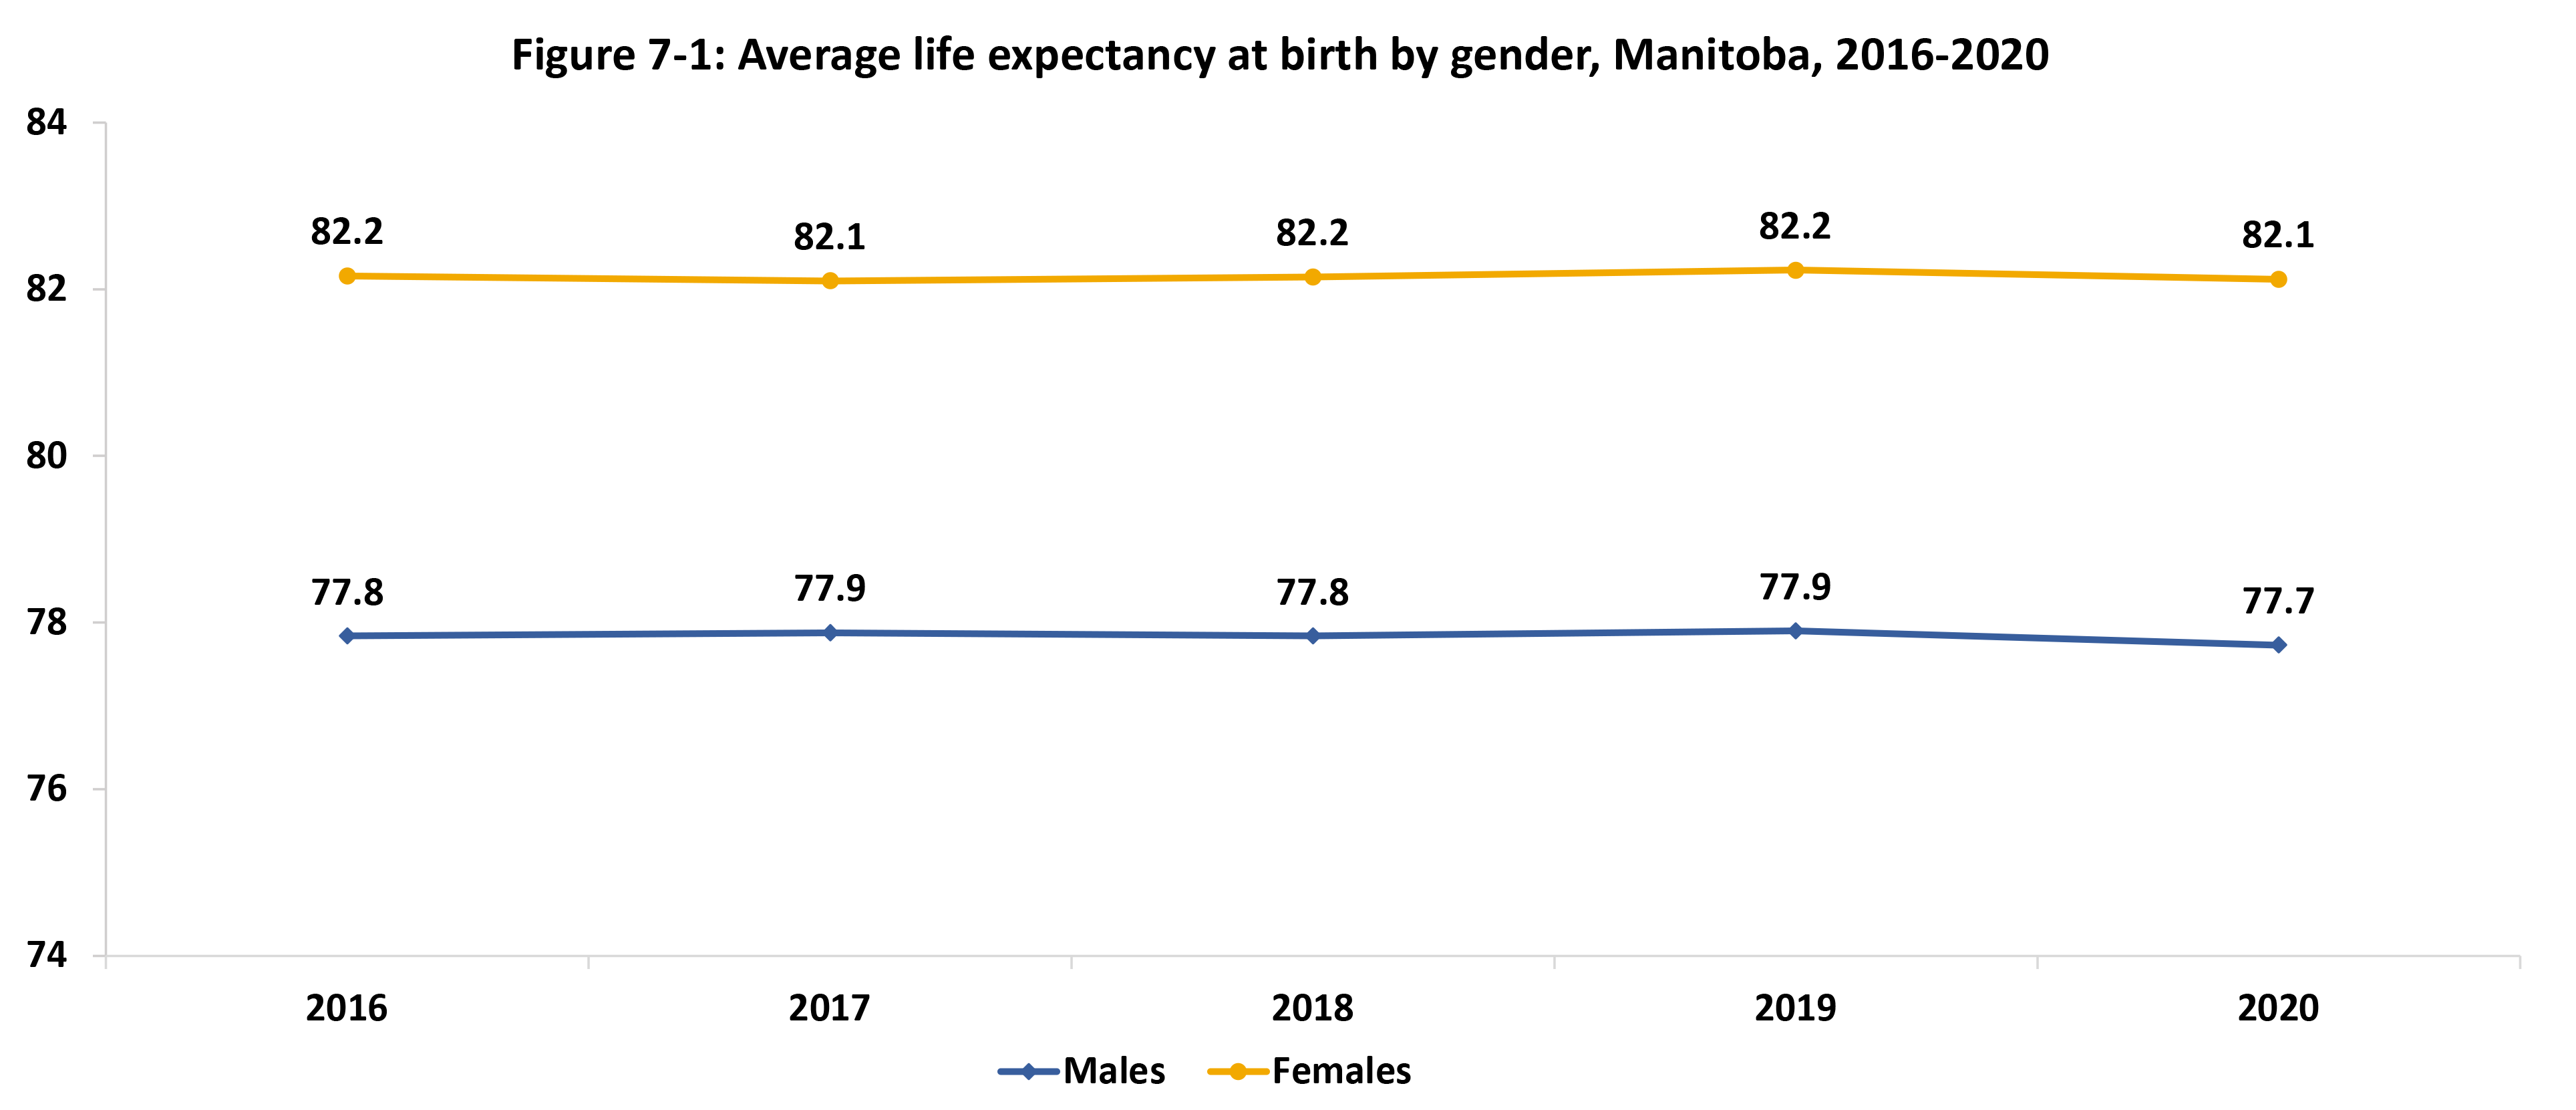 Figure 7-1: Average life expectancy at birth by gender, Manitoba, 2016-2020
84
82.2 82.1 82.2 82.2 82.1
82
80
77.8 77.9 77.8 77.9 77.7
78
76
74
2016 2017 2018 2019 2020
Males Females